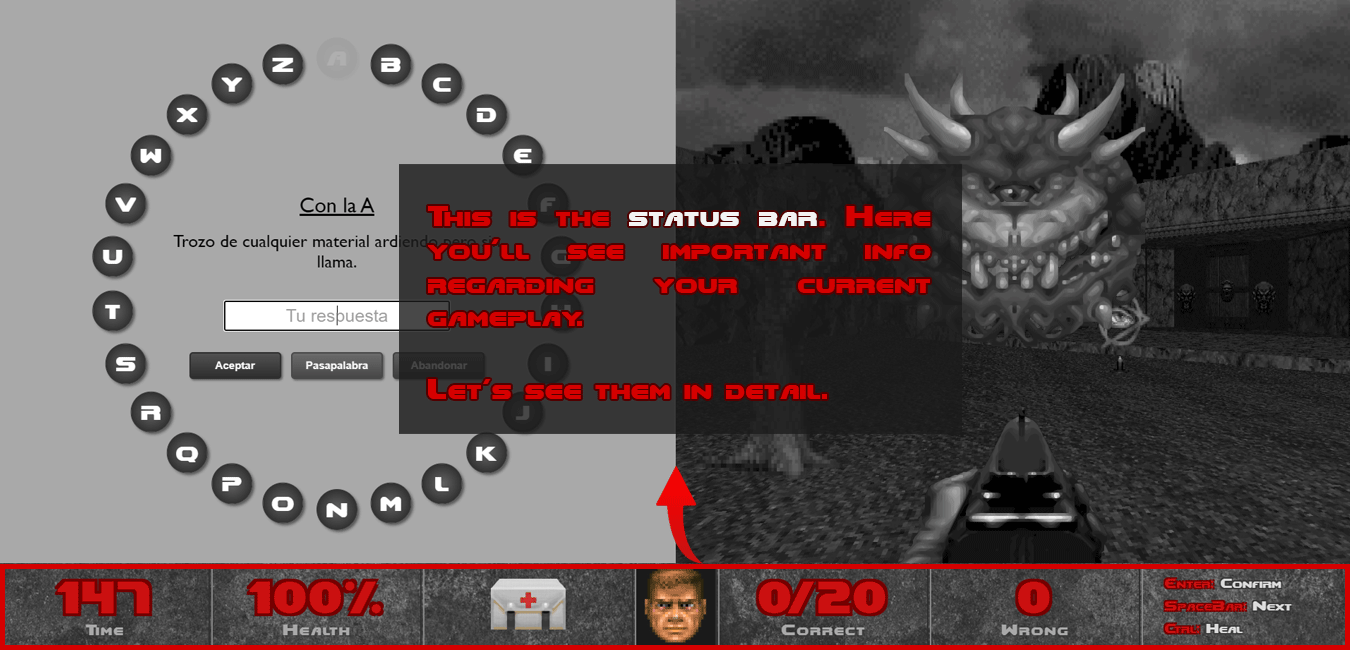 A
B
C
D
E
F
G
H
I
J
K
L
M
N
O
P
Q
R
S
T
U
V
W
X
Y
Z
Con la A
Trozo de cualquier material ardiendo pero sin
llama.
Tu respuesta
Aceptar
Pasapalabra
Abandonar
This is the status bar. Here
you'll see important info
regarding your current
gameplay.
Let's see them in detail.
147
Time
100%
Health
0/20
Correct
0
Wrong
Enter: Confirm
SpaceBar: Next
Ctrl: Heal